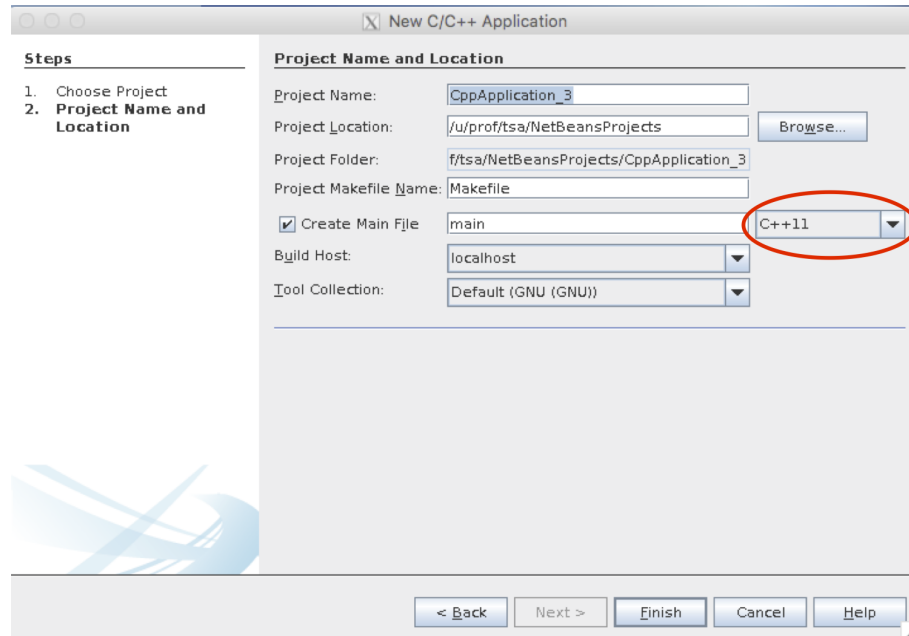 New C/C++ Application
Steps
1. Choose Project
2. Project Name and
Location
Project Name and Location
Project Name: CppApplication_3
Project Location: /u/prof/tsa/NetBeansProjects Browse...
Project Folder: f/tsa/NetBeansProjects/CppApplication_3
Project Makefile Name: Makefile
Create Main File main C++11
Build Host: localhost
Tool Collection: Default (GNU (GNU))
< Back Next > Finish Cancel Help